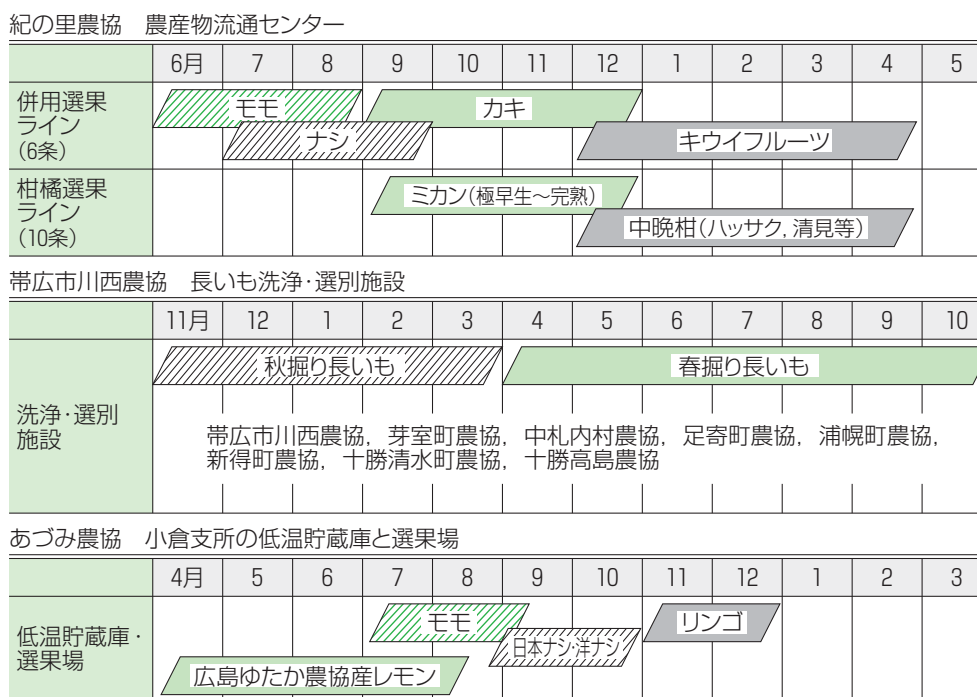 紀の里農協　農産物流通センター
6月 7 8 9 10 11 12 1 2 3 4 5
併用選果
ライン
(6条)
モモ カキ
ナシ キウイフルーツ
柑橘選果
ライン
(10条)
ミカン(極早生～完熟)
中晩柑(ハッサク, 清見等)
帯広市川西農協　長いも洗浄・選別施設
11月 12 1 2 3 4 5 6 7 8 9 10
秋掘り長いも 春掘り長いも
洗浄・選別
施設
帯広市川西農協，芽室町農協，中札内村農協，足寄町農協，浦幌町農協，
新得町農協，十勝清水町農協，十勝高島農協
あづみ農協　小倉支所の低温貯蔵庫と選果場
4月 5 6 7 8 9 10 11 12 1 2 3
低温貯蔵庫・
選果場
モモ リンゴ
日本ナシ・洋ナシ
広島ゆたか農協産レモン